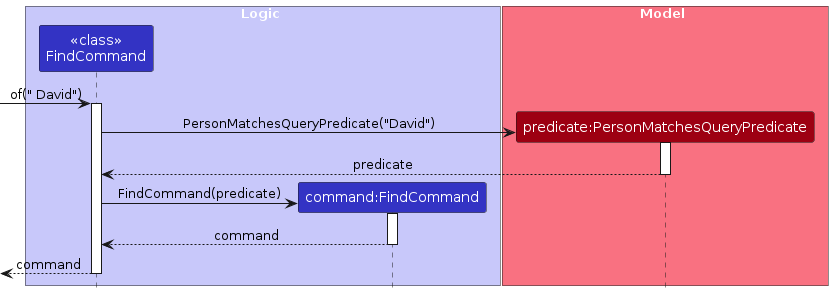 Logic
Model
«class»
FindCommand
of(" David")
PersonMatchesQueryPredicate("David")
predicate:PersonMatchesQueryPredicate
predicate
FindCommand(predicate)
command:FindCommand
command
command